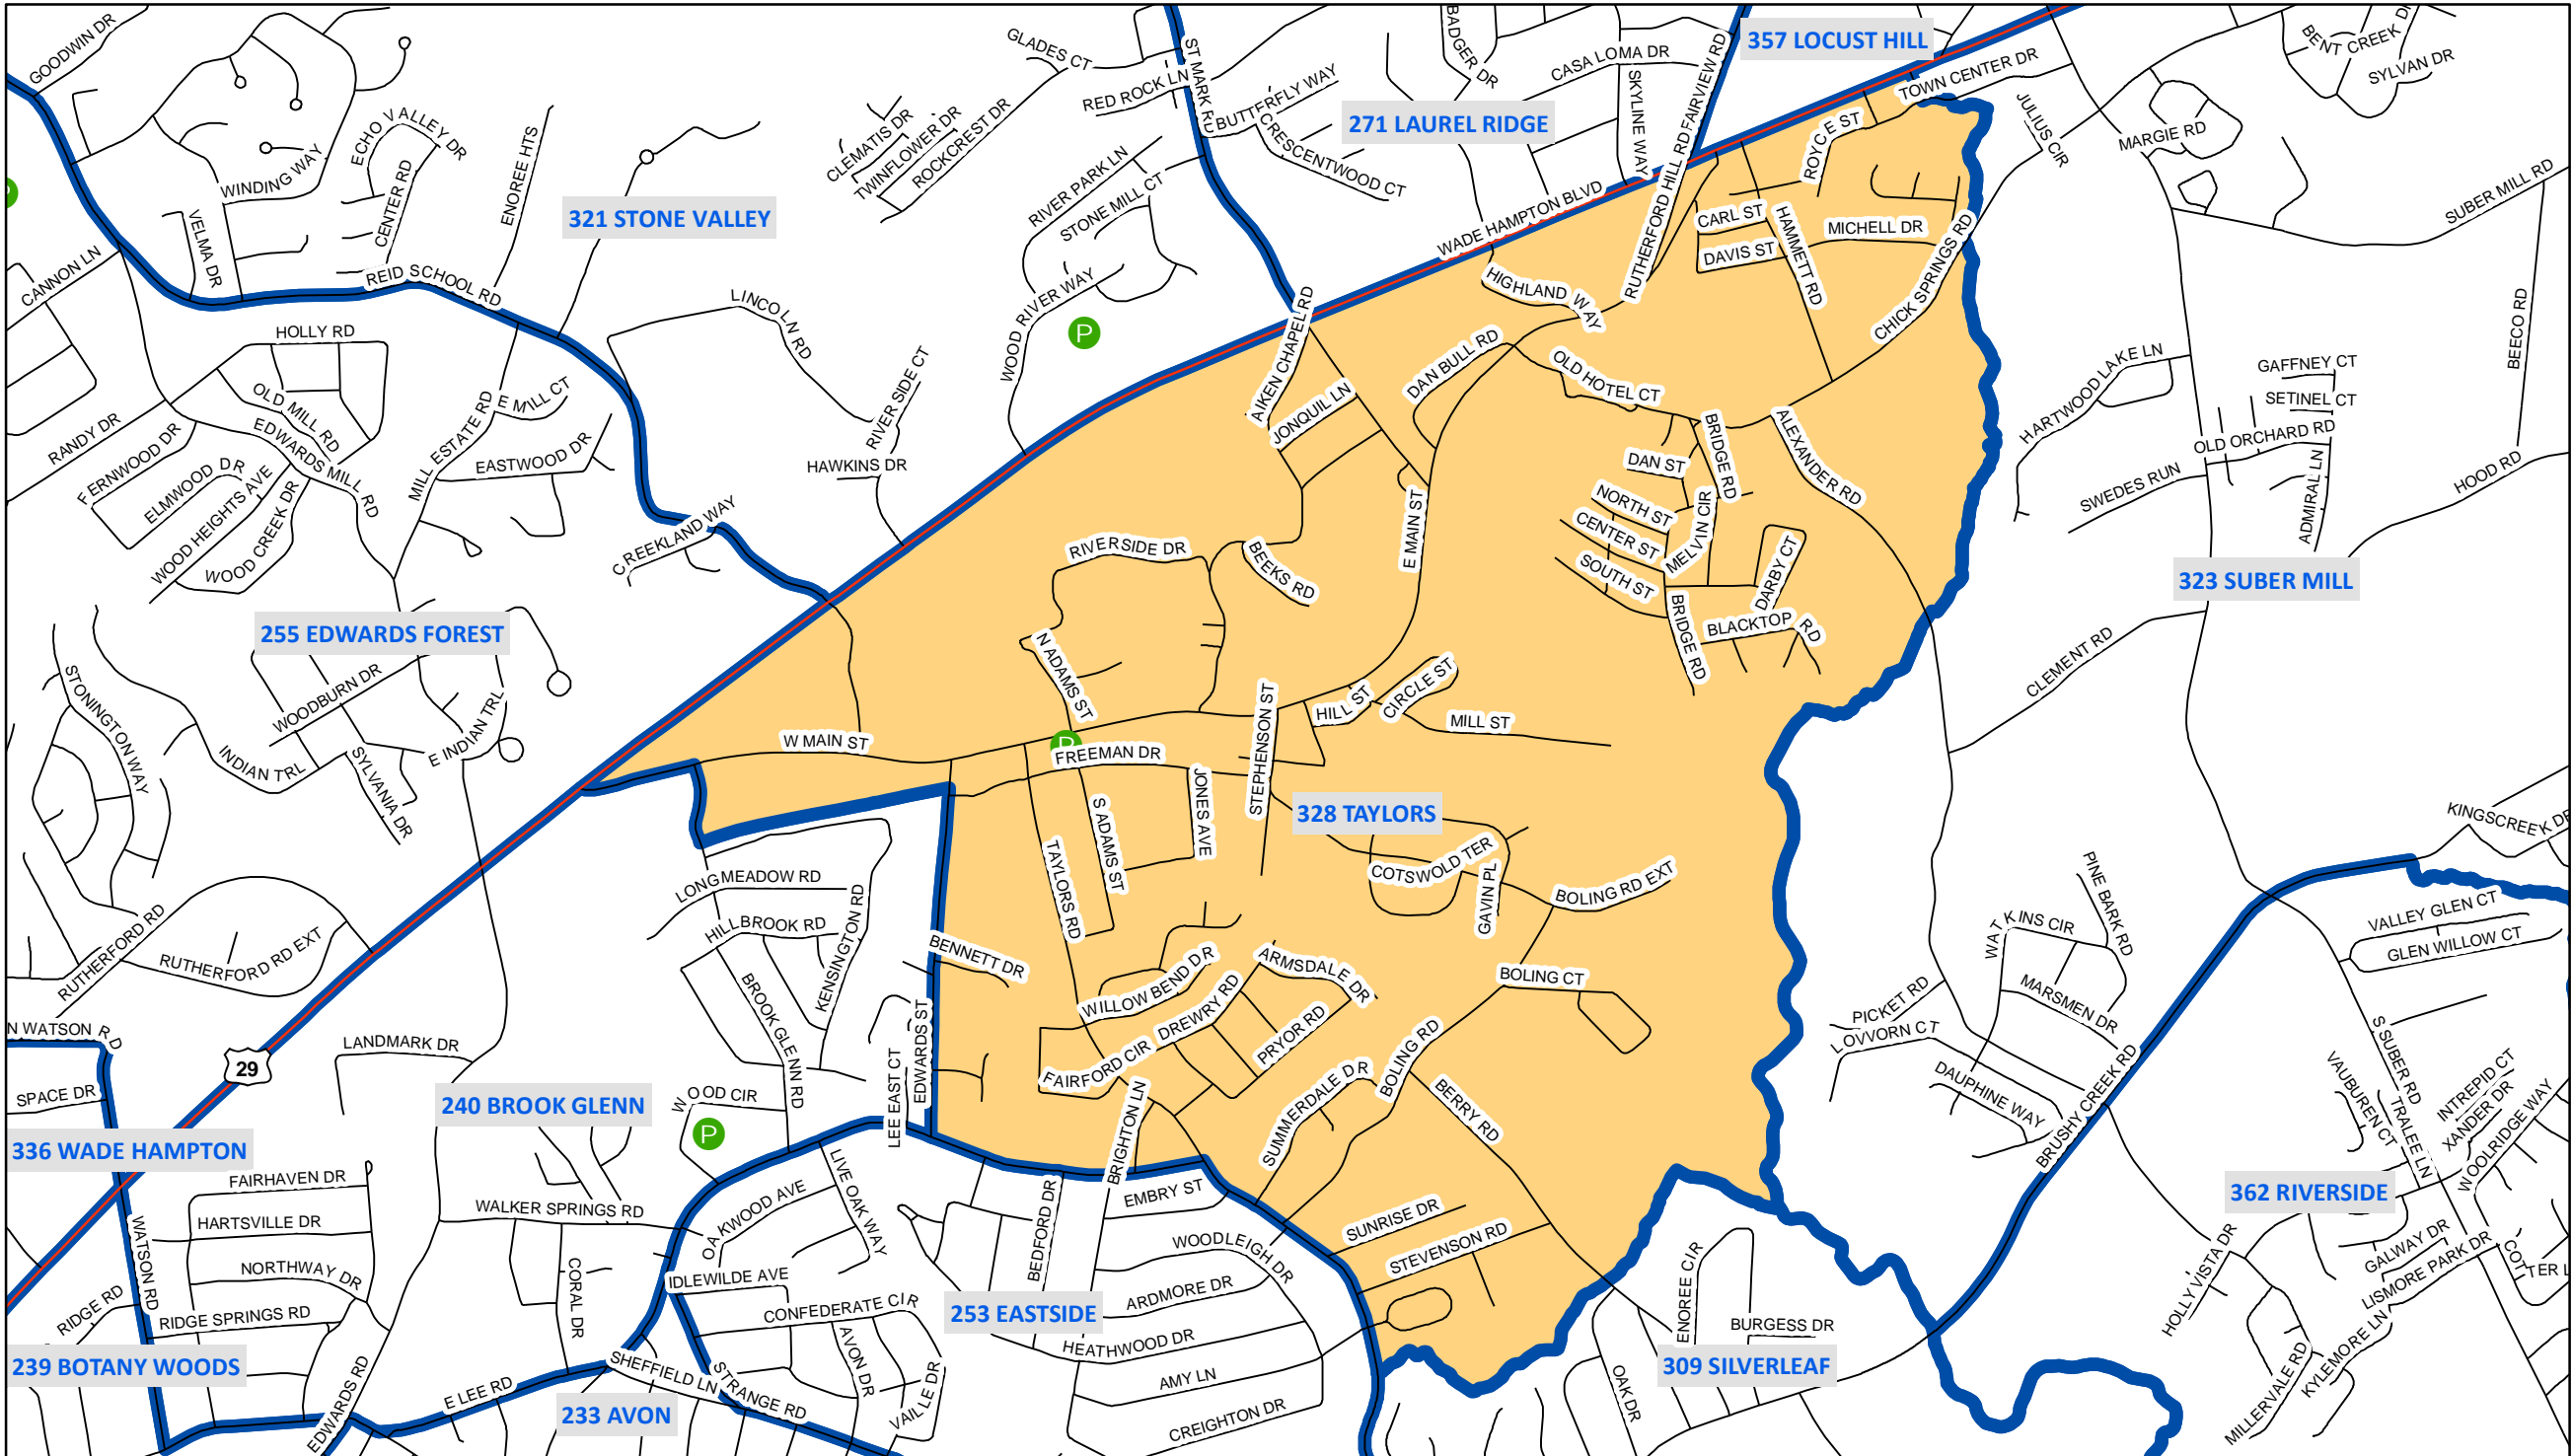 GOODWIN DR
GLADES CT
RED ROCK LN
ST MARK RD
BUTTERFLY WAY
BADGER DR
CASA LOMA DR
SKYLINE WAY
RUTHERFORD HILL RD
FAIRVIEW RD
357 LOCUST HILL
TOWN CENTER DR
BENT CREEK DR
SYLVAN DR
271 LAUREL RIDGE
CRESCENTWOOD CT
ECHO VALLEY DR
CENTER RD
WINDING WAY
VELMA DR
ENOREE HTS
321 STONE VALLEY
CLEMATIS DR
TWINFLOWER DR
ROCKCREST DR
RIVER PARK LN
STONE MILL CT
WOOD RIVER WAY
P
WADE HAMPTON BLVD
ROYCE ST
CARL ST
DAVIS ST
HAMMETT RD
MICHELL DR
CHICK SPRINGS RD
JULIUS CIR
MARGIE RD
SUBER MILL RD
BEECO RD
CANNON LN
REID SCHOOL RD
LINCOLN RD
HOLLY RD
OLD MILL RD
EDWARDS MILL RD
RANDY DR
FERNWOOD DR
ELMWOOD DR
WOOD HEIGHTS AVE
WOOD CREEK DR
MILL ESTATE RD
E MILL CT
EASTWOOD DR
RIVER SIDE CT
HAWKINS DR
CREEKLAND WAY
AIKEN CHAPEL RD
JONQUIL LN
HIGHLAND WAY
DAN BULL RD
OLD HOTEL CT
E MAIN ST
BRIDGE RD
ALEXANDER RD
DAN ST
NORTH ST
CENTER ST
SOUTH ST
MELVIN CIR
DARBY CT
BLACKTOP RD
BRIDGE RD
HARTWOOD LAKE LN
GAFFNEY CT
SETINEL CT
OLD ORCHARD RD
SWEDES RUN
ADMIRAL LN
HOOD RD
323 SUBER MILL
CLEMENT RD
RIVERSIDE DR
BEEKS RD
N ADAMS ST
255 EDWARDS FOREST
STONINGTON WAY
WOODBURN DR
INDIAN TRL
E INDIAN TRL
SYLVANIA DR
W MAIN ST
FREEMAN DR
STEPHENSON ST
HILL ST
CIRCLE ST
MILL ST
JONES AVE
S ADAMS ST
TAYLORS RD
328 TAYLORS
COTSWOLD TER
GAVIN PL
BOLING RD EXT
KINGSCREEK DR
LONGMEADOW RD
HILLBROOK RD
KENSINGTON RD
BROOK GLENN RD
RUTHERFORD RD
RUTHERFORD RD EXT
BENNETT DR
WILLOW BEND DR
ARMSDALE DR
DREWRY RD
PRYOR RD
FAIRFORD CIR
BOLING CT
BOLING RD
BERRY RD
SUMMERDALE DR
BRIGHTON LN
PINE BARK RD
WATKINS CIR
MARSMEN DR
PICKET RD
LOVVORN CT
DAUPHINE WAY
BRUSHY CREEK RD
VALLEY GLEN CT
GLEN WILLOW CT
S SUBER RD
VAUBUREN CT
TRALEE LN
INTREPID CT
XANDER DR
WOOLRIDGE WAY
N WATSON RD
29
SPACE DR
LANDMARK DR
240 BROOK GLENN
WOOD CIR
P
LEE EAST CT
EDWARDS ST
336 WADE HAMPTON
FAIRHAVEN DR
HARTSVILLE DR
NORTHWAY DR
RIDGE SPRINGS RD
RIDGE RD
WATSON RD
WALKER SPRINGS RD
CORAL DR
OAKWOOD AVE
LIVE OAK WAY
IDLEWILDE AVE
CONFEDERATE CIR
AVON DR
VAILLE DR
STRANGE RD
SHEFFIELD LN
E LEE RD
EDWARDS RD
239 BOTANY WOODS
233 AVON
253 EASTSIDE
BEDFORD DR
EMBRY ST
WOODLEIGH DR
ARDMORE DR
HEATHWOOD DR
AMY LN
CREIGHTON DR
SUNRISE DR
STEVENSON RD
ENOREE CIR
BURGESS DR
309 SILVERLEAF
OAK DR
362 RIVERSIDE
HOLLY VISTA DR
GALWAY DR
LISMORE PARK DR
KYLEMORE LN
MILLERVALE RD